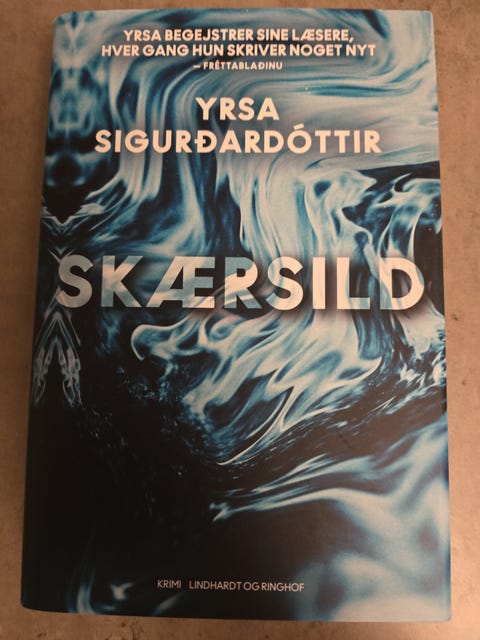 YRSA BEGEJSTRER SINE LÆSERE,
HVER GANG HUN SKRIVER NOGET NYT
– FRÉTTABLAÐINU
YRSA
SIGURÐARDÓTTIR
SKÆRSILD
KRIMI LINDHARDT OG RINGHOF